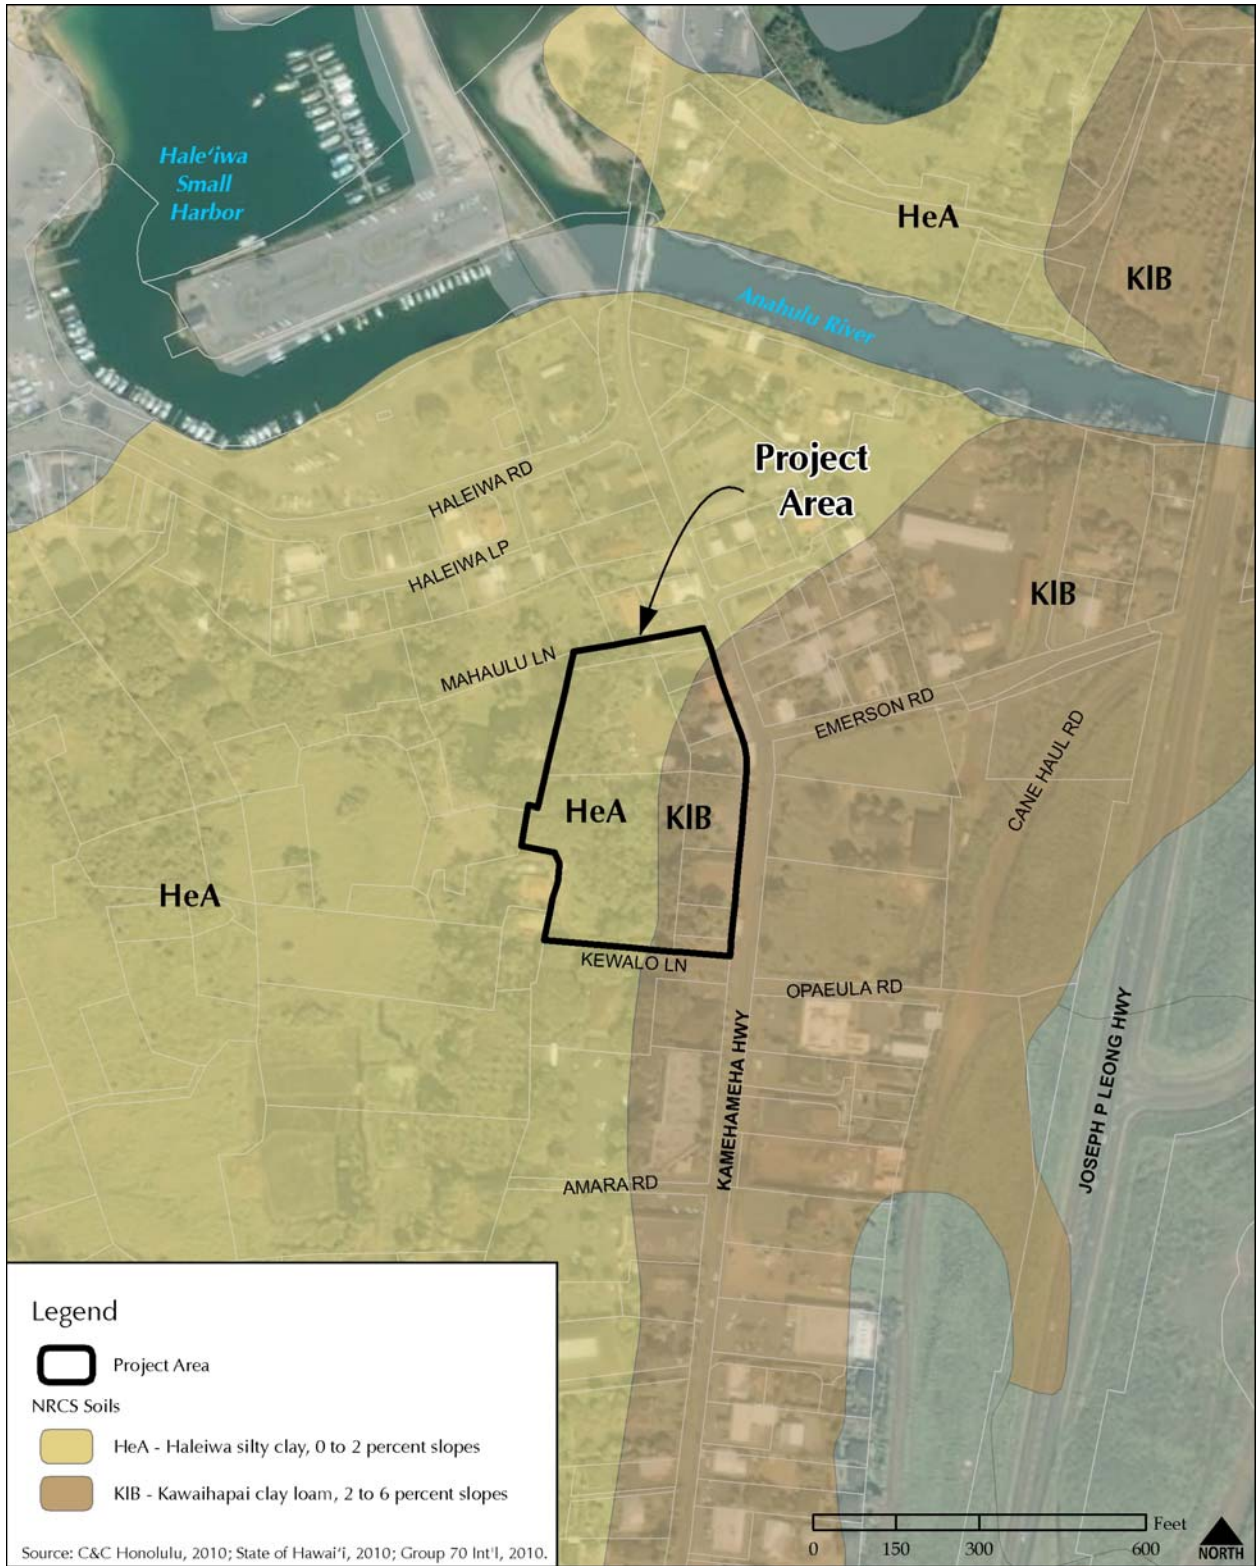 Hale‘iwa
Small
Harbor
HeA
KlB
Anahulu River
Project
Area
HALEIWA RD
HALEIWA LP
KlB
MAHAULU LN
EMERSON RD
CANE HAUL RD
HeA
KlB
HeA
KEWALO LN
OPAEULA RD
KAMEHAMEHA HWY
JOSEPH P LEONG HWY
AMARA RD
Legend
Project Area
NRCS Soils
HeA - Haleiwa silty clay, 0 to 2 percent slopes
KlB - Kawaihapai clay loam, 2 to 6 percent slopes
Source: C&C Honolulu, 2010; State of Hawai‘i, 2010; Group 70 Int'l, 2010.
Feet
0 150 300 600
NORTH